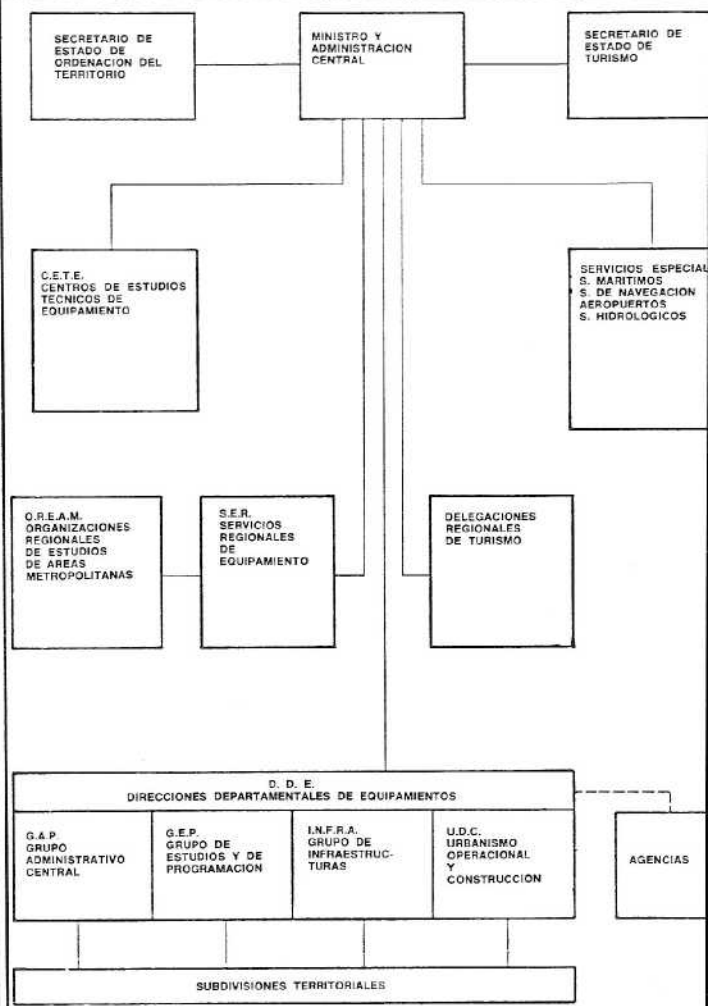 SECRETARIO DE
ESTADO DE
ORDENACION DEL
TERRITORIO
MINISTRO Y
ADMINISTRACION
CENTRAL
SECRETARIO DE
ESTADO DE
TURISMO
C.E.T.E.
CENTROS DE ESTUDIOS
TECNICOS DE
EQUIPAMIENTO
SERVICIOS ESPECIAL
S. MARITIMOS
S. DE NAVEGACION
AEROPUERTOS
S. HIDROLOGICOS
O.R.E.A.M.
ORGANIZACIONES
REGIONALES
DE ESTUDIOS
DE AREAS
METROPOLITANAS
S.E.R.
SERVICIOS
REGIONALES
DE
EQUIPAMIENTO
DELEGACIONES
REGIONALES
DE TURISMO
D. D. E.
DIRECCIONES DEPARTAMENTALES DE EQUIPAMIENTOS
G.A.P.
GRUPO
ADMINISTRATIVO
CENTRAL
G.E.P.
GRUPO DE
ESTUDIOS Y DE
PROGRAMACION
I.N.F.R.A.
GRUPO DE
INFRAESTRUC-
TURAS
U.D.C.
URBANISMO
OPERACIONAL
Y
CONSTRUCCION
AGENCIAS
SUBDIVISIONES TERRITORIALES